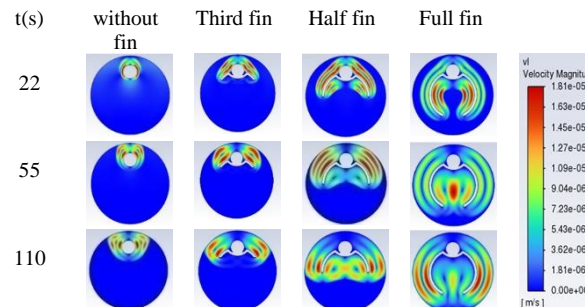 t(s)
without fin
Third fin
Half fin
Full fin
22
55
110
vl
Velocity Magnitu
1.81e-05
1.63e-05
1.45e-05
1.27e-05
1.09e-05
9.04e-06
7.23e-06
5.43e-06
3.62e-06
1.81e-06
0.00e+0
[ m/s ]